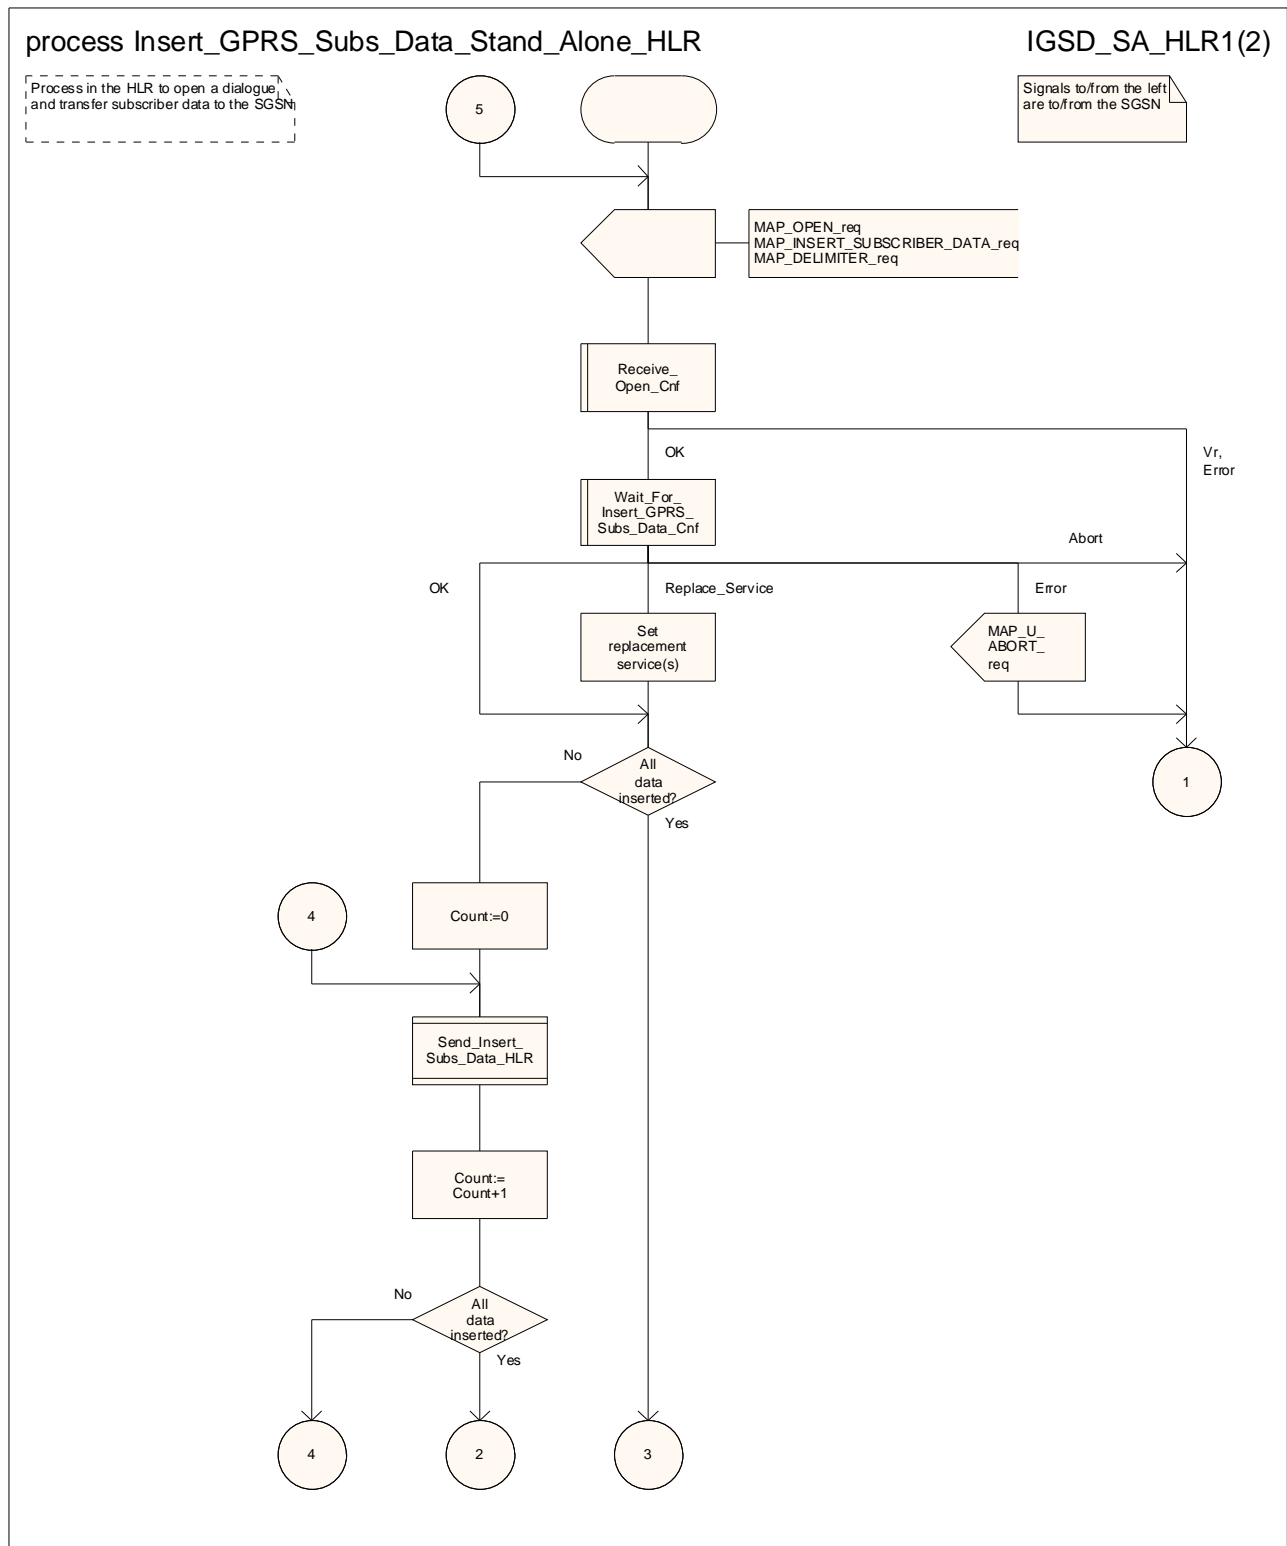 process Insert_GPRS_Subs_Data_Stand_Alone_HLR
IGSD_SA_HLR1(2)
Process in the HLR to open a dialogue
and transfer subscriber data to the SGSN
5
Signals to/from the left
are to/from the SGSN
MAP_OPEN_req
MAP_INSERT_SUBSCRIBER_DATA_req
MAP_DELIMITER_req
Receive_
Open_Cnf
OK
Vr,
Error
Wait_For_
Insert_GPRS_
Subs_Data_Cnf
Abort
OK
Replace_Service
Error
Set
replacement
service(s)
MAP_U_
ABORT_
req
No
All
data
inserted?
Yes
1
4
Count:=0
Send_Insert_
Subs_Data_HLR
Count:=
Count+1
No
All
data
inserted?
Yes
4
2
3